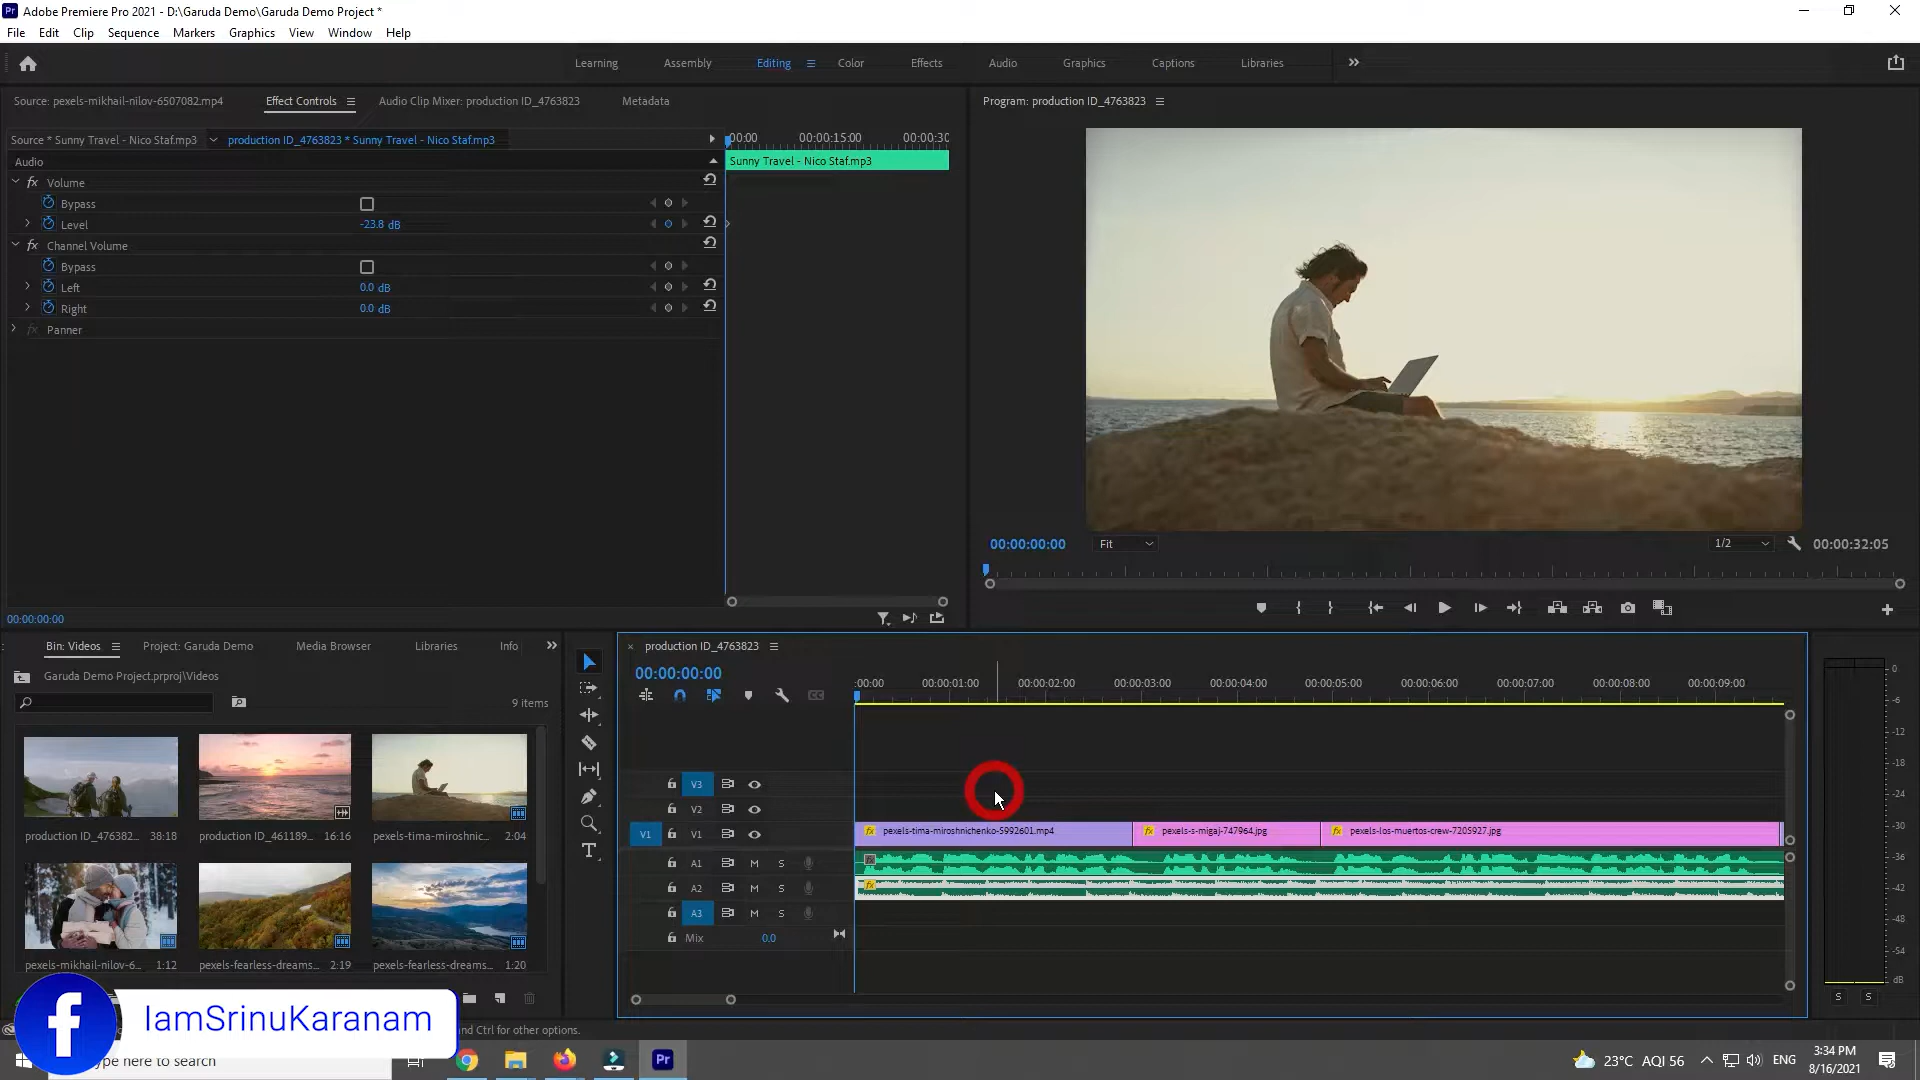 Adobe Premiere Pro 2021 - D:\Garuda Demo\Garuda Demo Project *
File Edit Clip Sequence Markers Graphics View Window Help
Learning Assembly Editing Color Effects Audio Graphics Captions Libraries
Source: pexels-mikhail-nilov-6507082.mp4 Effect Controls Audio Clip Mixer: production ID_4763823 Metadata
Program: production ID_4763823
Source * Sunny Travel - Nico Staf.mp3 production ID_4763823 * Sunny Travel - Nico Staf.mp3
:00:00 00:00:15:00 00:00:30
Audio
Sunny Travel - Nico Staf.mp3
fx Volume
Bypass
Level -23.8 dB
fx Channel Volume
Bypass
Left 0.0 dB
Right 0.0 dB
fx Panner
00:00:00:00 Fit 1/2 00:00:32:05
00:00:00:00
Bin: Videos Project: Garuda Demo Media Browser Libraries Info
Garuda Demo Project.prproj\Videos
9 items
production ID_476382... 38:18
production ID_461189... 16:16
pexels-tima-miroshnic... 2:04
pexels-mikhail-nilov-6... 1:12
pexels-fearless-dreams... 2:19
pexels-fearless-dreams... 1:20
production ID_4763823
00:00:00:00
:00:00 00:00:01:00 00:00:02:00 00:00:03:00 00:00:04:00 00:00:05:00 00:00:06:00 00:00:07:00 00:00:08:00 00:00:09:00
V3
V2
V1 V1 fx pexels-tima-miroshnichenko-5992601.mp4 fx pexels-s-migaj-747964.jpg fx pexels-los-muertos-crew-7205927.jpg
A1 M S
A2 M S
A3 M S
Mix 0.0
0
-6
-12
-18
-24
-30
-36
-42
-48
-54
dB
S S
f IamSrinuKaranam
and Ctrl for other options.
ype here to search
Pr
23°C AQI 56 ENG 3:34 PM
8/16/2021